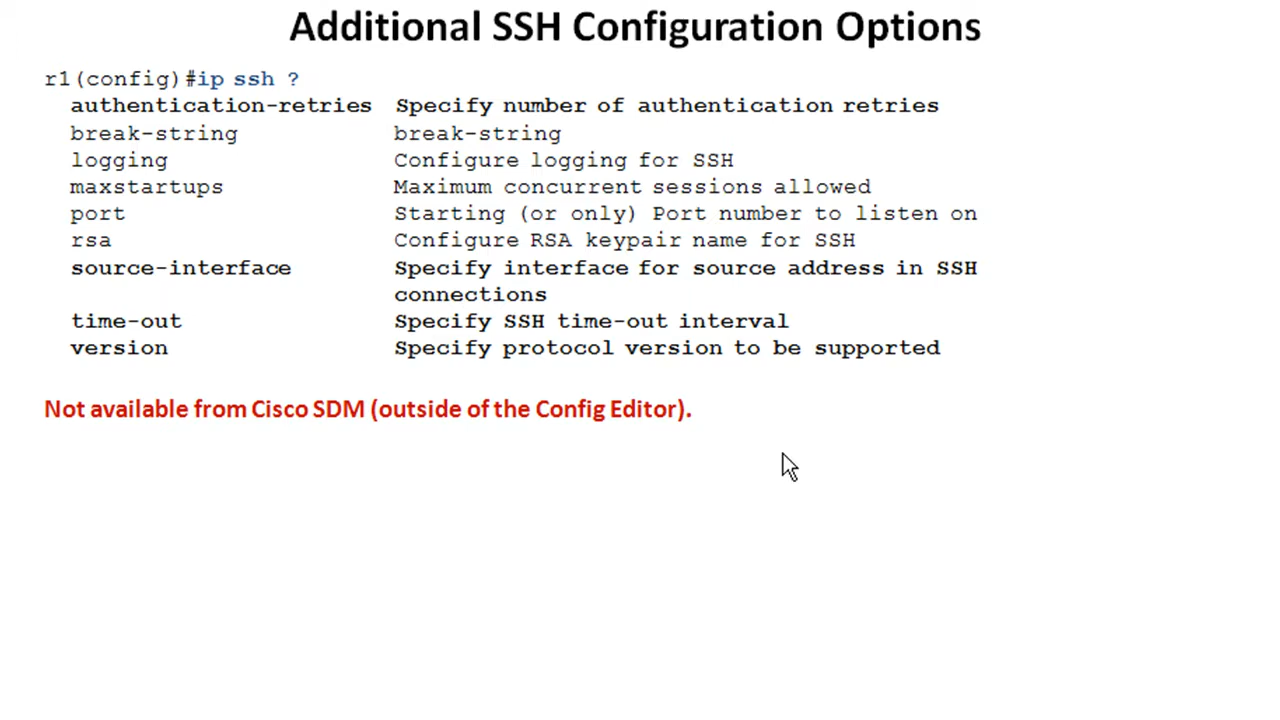 Additional SSH Configuration Options
r1(config)#ip ssh ?
authentication-retries Specify number of authentication retries
break-string break-string
logging Configure logging for SSH
maxstartups Maximum concurrent sessions allowed
port Starting (or only) Port number to listen on
rsa Configure RSA keypair name for SSH
source-interface Specify interface for source address in SSH
connections
time-out Specify SSH time-out interval
version Specify protocol version to be supported
Not available from Cisco SDM (outside of the Config Editor).